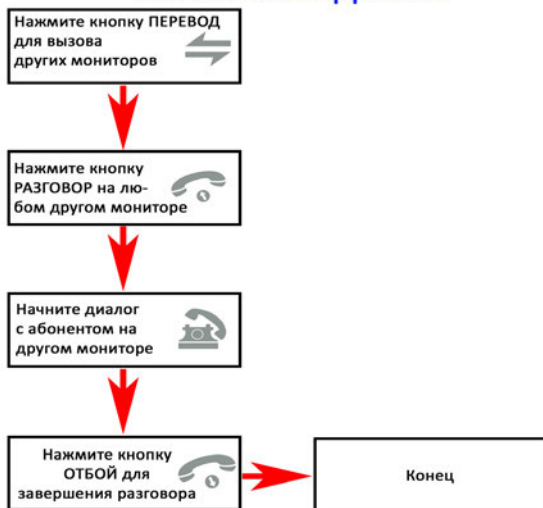 Нажмите кнопку ПЕРЕВОД
для вызова
других мониторов
Нажмите кнопку
РАЗГОВОР на лю-
бом другом мониторе
Начните диалог
с абонентом на
другом мониторе
Нажмите кнопку
ОТБОЙ для
завершения разговора
Конец